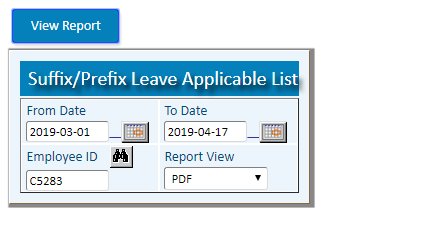 View Report
Suffix/Prefix Leave Applicable List
From Date To Date
2019-03-01 2019-04-17
Employee ID Report View
C5283 PDF